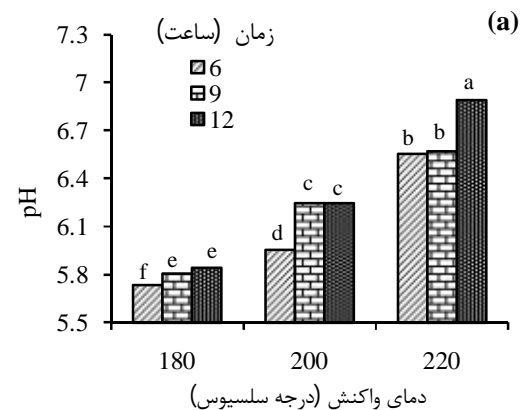 (a)
زمان (ساعت)
6
9
12
7.3
7
6.7
6.4
6.1
5.8
5.5
pH
f
e
e
d
c
c
b
b
a
180
200
220
دمای واکنش (درجه سلسیوس)